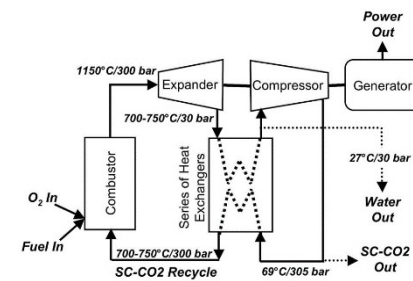 Power
Out
1150°C/300 bar
Expander
Compressor
Generator
700-750°C/30 bar
Combustor
Series of Heat
Exchangers
27°C/30 bar
O2 In
Fuel In
Water
Out
700-750°C/300 bar
SC-CO2 Recycle
69°C/305 bar
SC-CO2
Out